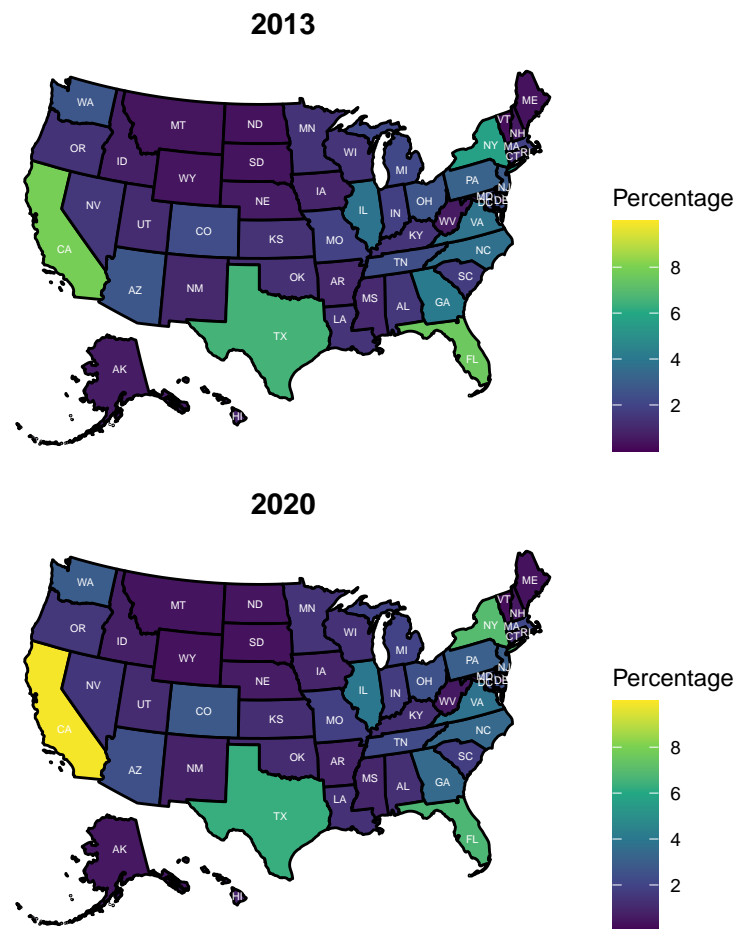 2013
WA
MT
ND
MN
ME
VT
NH
OR
ID
SD
WI
NY
MA
CT
RI
WY
MI
IA
PA
NE
NJ
NV
IL
IN
OH
MD
DE
DC
UT
CO
WV
VA
CA
KS
MO
KY
NC
TN
AZ
NM
OK
AR
SC
MS
AL
GA
LA
TX
FL
AK
HI
Percentage
8
6
4
2
2020
WA
MT
ND
MN
ME
VT
NH
OR
ID
SD
WI
NY
MA
CT
RI
WY
MI
IA
PA
NE
NJ
NV
IL
IN
OH
MD
DE
DC
UT
CO
WV
VA
CA
KS
MO
KY
NC
TN
AZ
NM
OK
AR
SC
MS
AL
GA
LA
TX
FL
AK
HI
Percentage
8
6
4
2